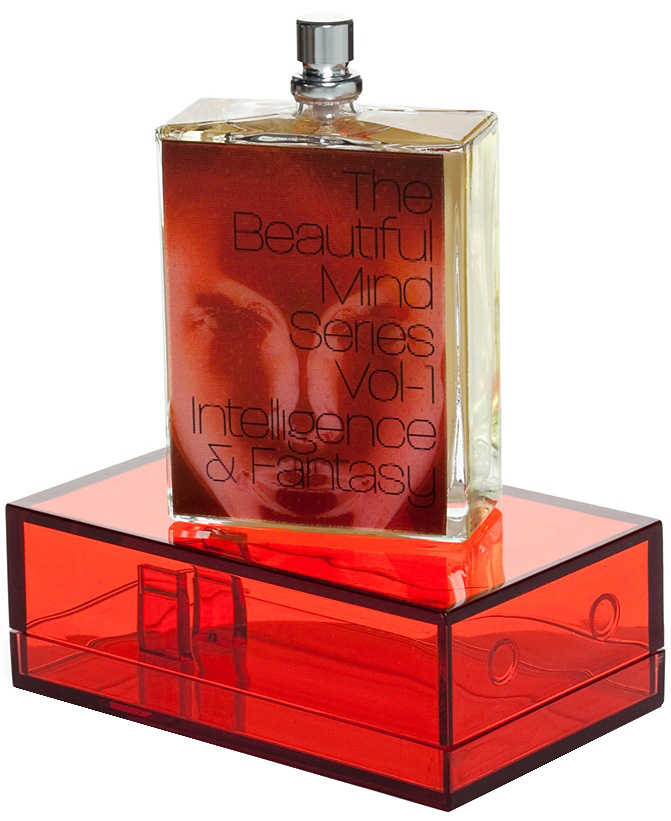 The
Beautiful
Mind
Series
Vol-1
Intelligence
& Fantasy